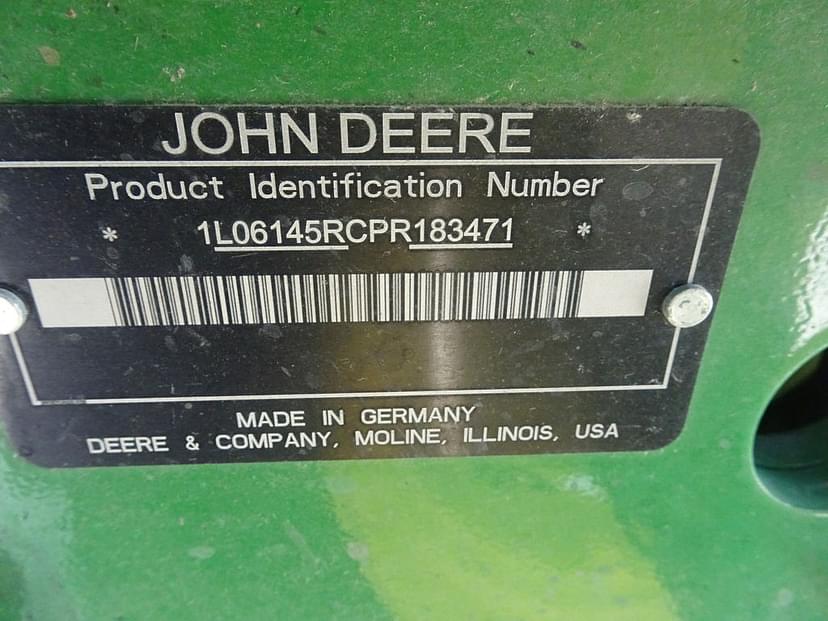 JOHN DEERE
Product Identification Number
* 1L06145RCPR183471 *
MADE IN GERMANY
DEERE & COMPANY, MOLINE, ILLINOIS, USA